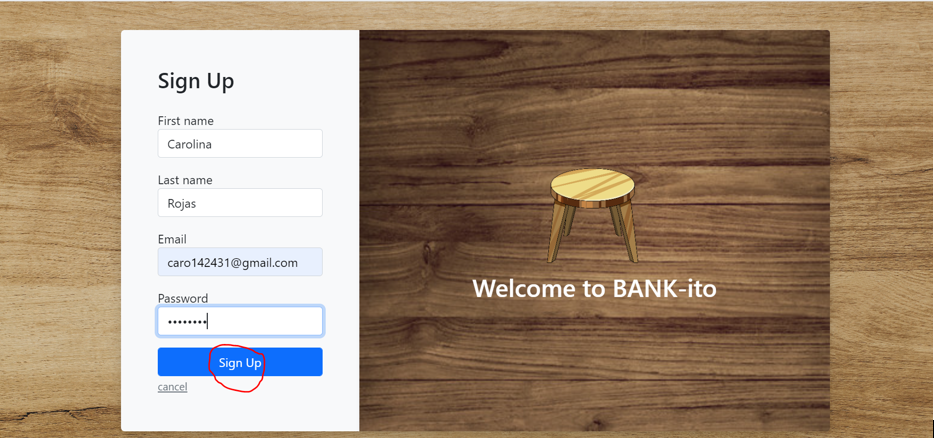 Sign Up
First name
Carolina
Last name
Rojas
Email
caro142431@gmail.com
Password
••••••••
Sign Up
cancel
Welcome to BANK-ito